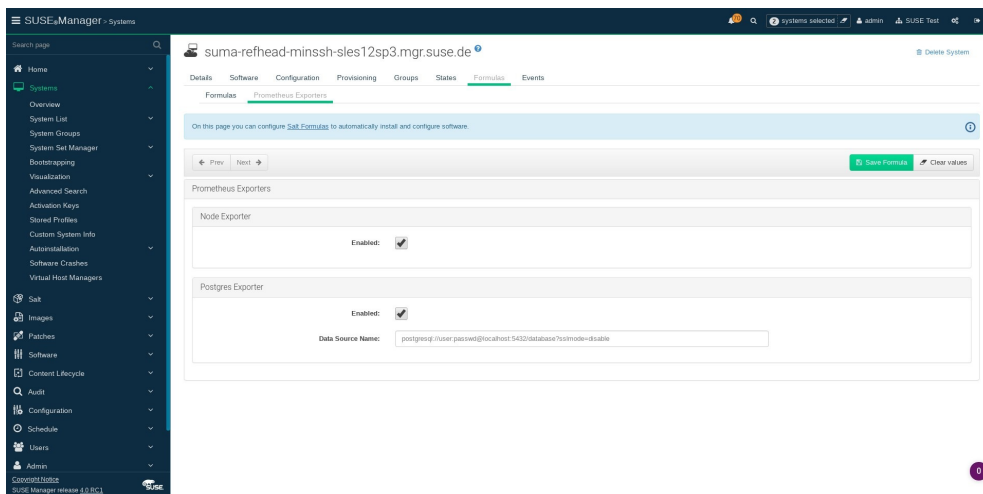 SUSE Manager > Systems
20
2 systems selected
admin
SUSE Test
Search page
Home
Systems
Overview
System List
System Groups
System Set Manager
Bootstrapping
Visualization
Advanced Search
Activation Keys
Stored Profiles
Custom System Info
Autoinstallation
Software Crashes
Virtual Host Managers
Salt
Images
Patches
Software
Content Lifecycle
Audit
Configuration
Schedule
Users
Admin
Copyright Notice
SUSE Manager release 4.0 RC1
SUSE
suma-refhead-minssh-sles12sp3.mgr.suse.de ?
Delete System
Details Software Configuration Provisioning Groups States Formulas Events
Formulas Prometheus Exporters
On this page you can configure Salt Formulas to automatically install and configure software.
Prev Next
Save Formula Clear values
Prometheus Exporters
Node Exporter
Enabled:
Postgres Exporter
Enabled:
Data Source Name: postgresql://user:passwd@localhost:5432/database?sslmode=disable
0